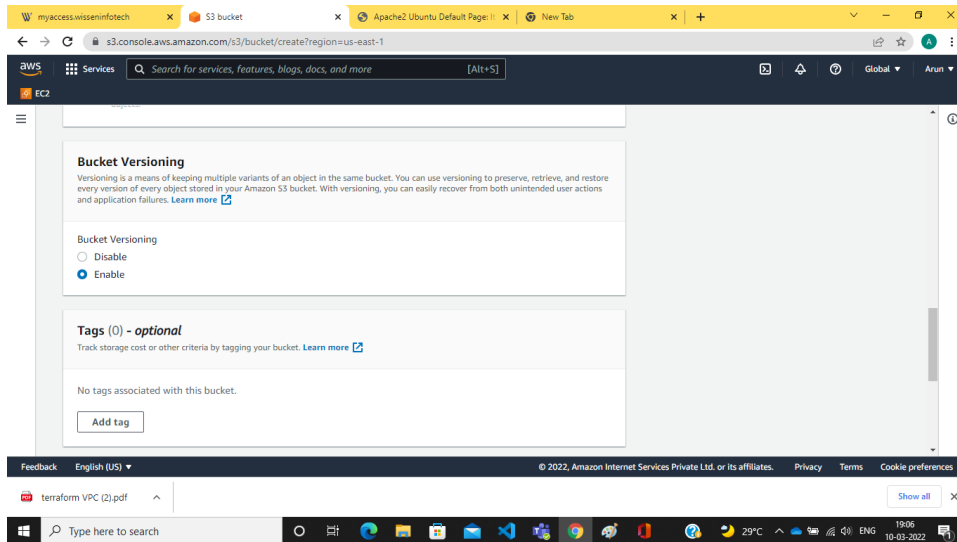 myaccess.wisseninfotech
S3 bucket
Apache2 Ubuntu Default Page: It
New Tab
s3.console.aws.amazon.com/s3/bucket/create?region=us-east-1
A
aws
Services
Search for services, features, blogs, docs, and more
[Alt+S]
Global
Arun
EC2
Bucket Versioning
Versioning is a means of keeping multiple variants of an object in the same bucket. You can use versioning to preserve, retrieve, and restore
every version of every object stored in your Amazon S3 bucket. With versioning, you can easily recover from both unintended user actions
and application failures. Learn more
Bucket Versioning
Disable
Enable
Tags (0) - optional
Track storage cost or other criteria by tagging your bucket. Learn more
No tags associated with this bucket.
Add tag
Feedback
English (US)
© 2022, Amazon Internet Services Private Ltd. or its affiliates.
Privacy
Terms
Cookie preferences
PDF
terraform VPC (2).pdf
Show all
Type here to search
29°C
ENG
19:06
10-03-2022
1